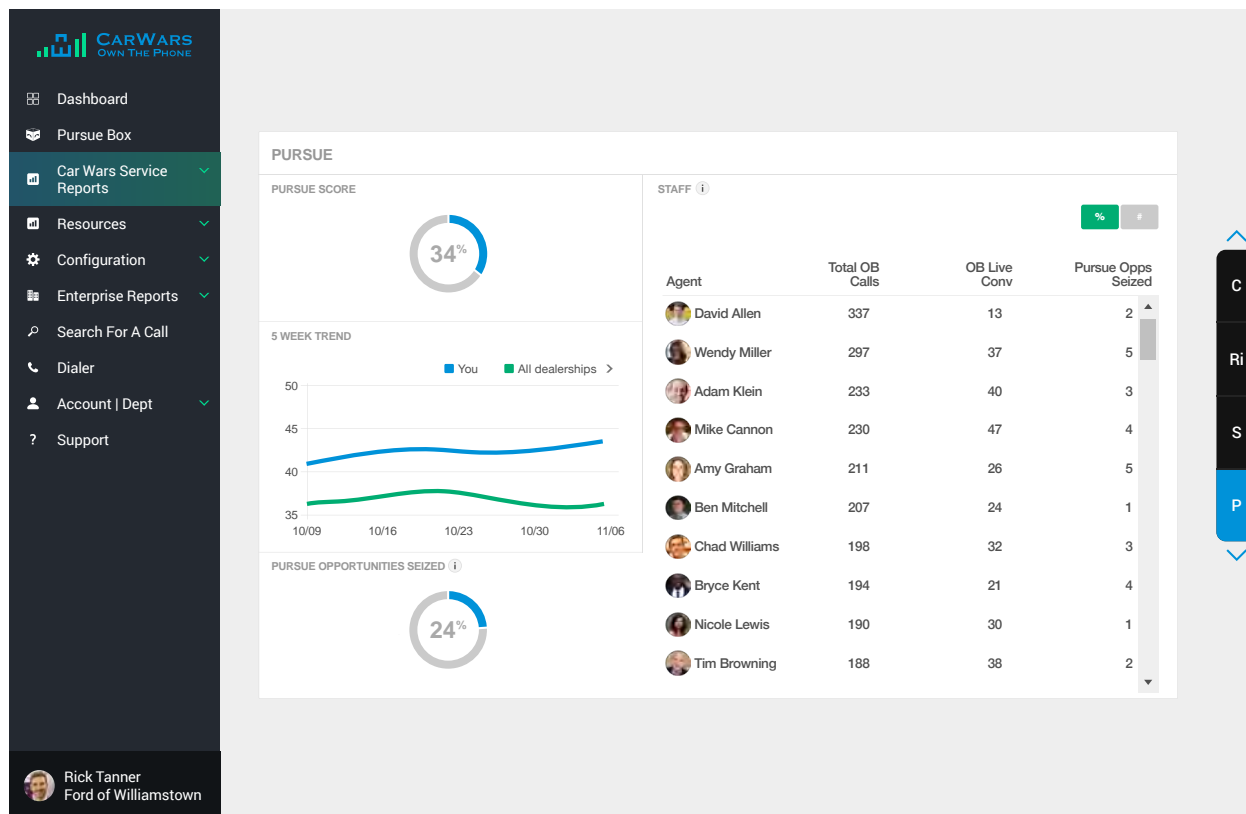 CARWARS
OWN THE PHONE
Dashboard
Pursue Box
Car Wars Service
Reports
Resources
Configuration
Enterprise Reports
Search For A Call
Dialer
Account | Dept
? Support
Rick Tanner
Ford of Williamstown
PURSUE
PURSUE SCORE
34%
5 WEEK TREND
You All dealerships
50
45
40
35
10/09 10/16 10/23 10/30 11/06
PURSUE OPPORTUNITIES SEIZED i
24%
STAFF i
% #
Agent Total OB Calls OB Live Conv Pursue Opps Seized
David Allen 337 13 2
Wendy Miller 297 37 5
Adam Klein 233 40 3
Mike Cannon 230 47 4
Amy Graham 211 26 5
Ben Mitchell 207 24 1
Chad Williams 198 32 3
Bryce Kent 194 21 4
Nicole Lewis 190 30 1
Tim Browning 188 38 2
C
Ri
S
P